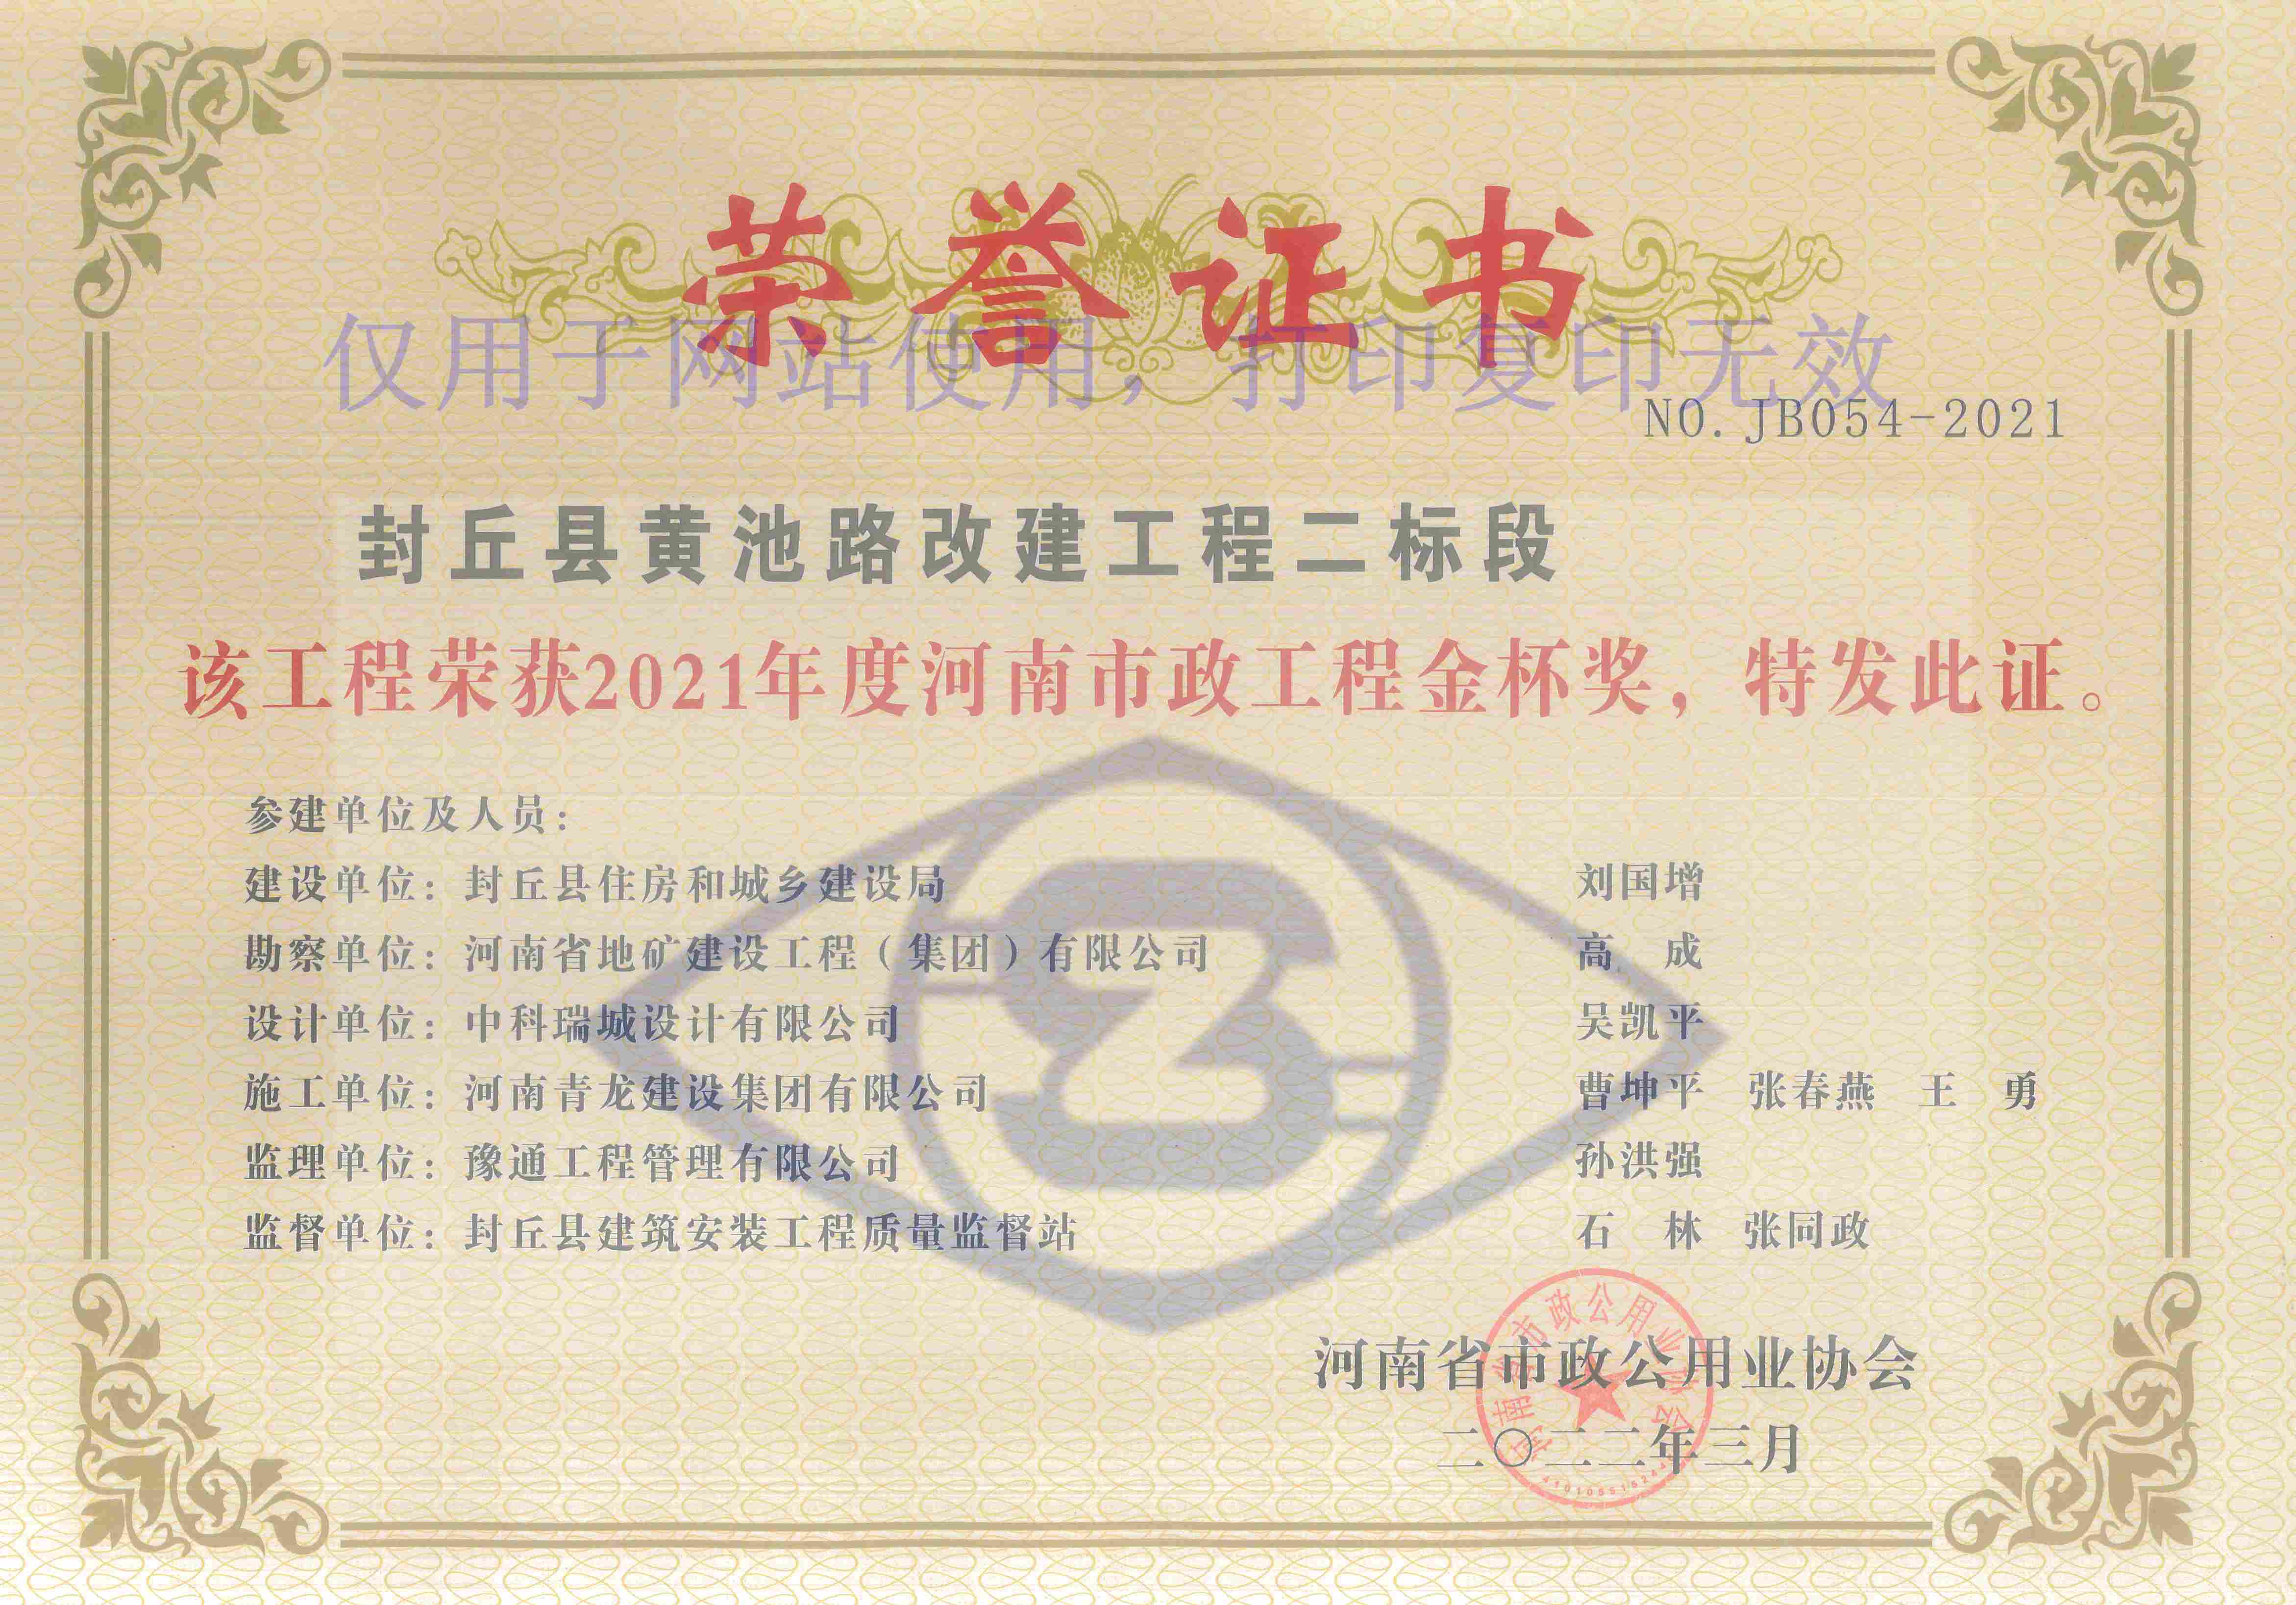 荣誉证书
仅用于网站使用，打印复印无效
NO.JB054-2021
封丘县黄池路改建工程二标段
该工程荣获2021年度河南市政工程金杯奖，特发此证。
参建单位及人员：
建设单位：封丘县住房和城乡建设局 刘国增
勘察单位：河南省地矿建设工程（集团）有限公司 高 成
设计单位：中科瑞城设计有限公司 吴凯平
施工单位：河南青龙建设集团有限公司 曹坤平 张春燕 王 勇
监理单位：豫通工程管理有限公司 孙洪强
监督单位：封丘县建筑安装工程质量监督站 石 林 张同政
河南省市政公用业协会
二〇二二年三月
河南省市政公用业协会